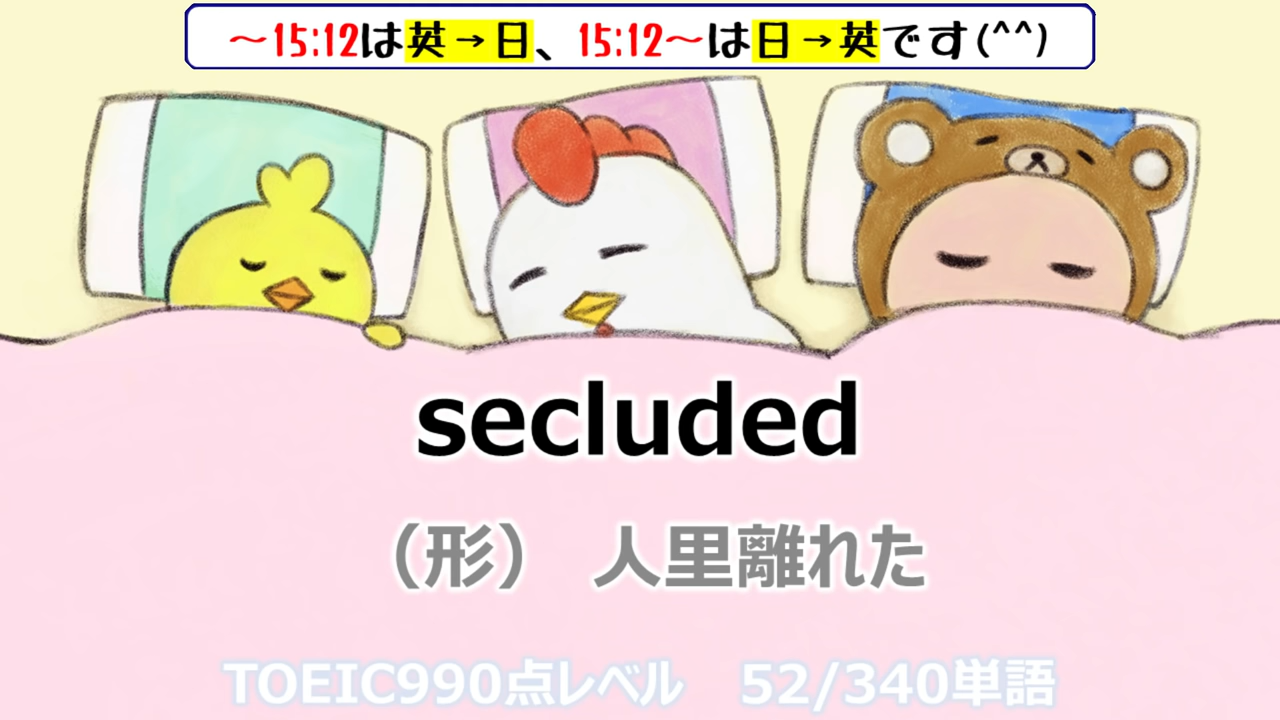 ～15:12は英→日、15:12～は日→英です(^^)
secluded
（形） 人里離れた
TOEIC990点レベル 52/340単語